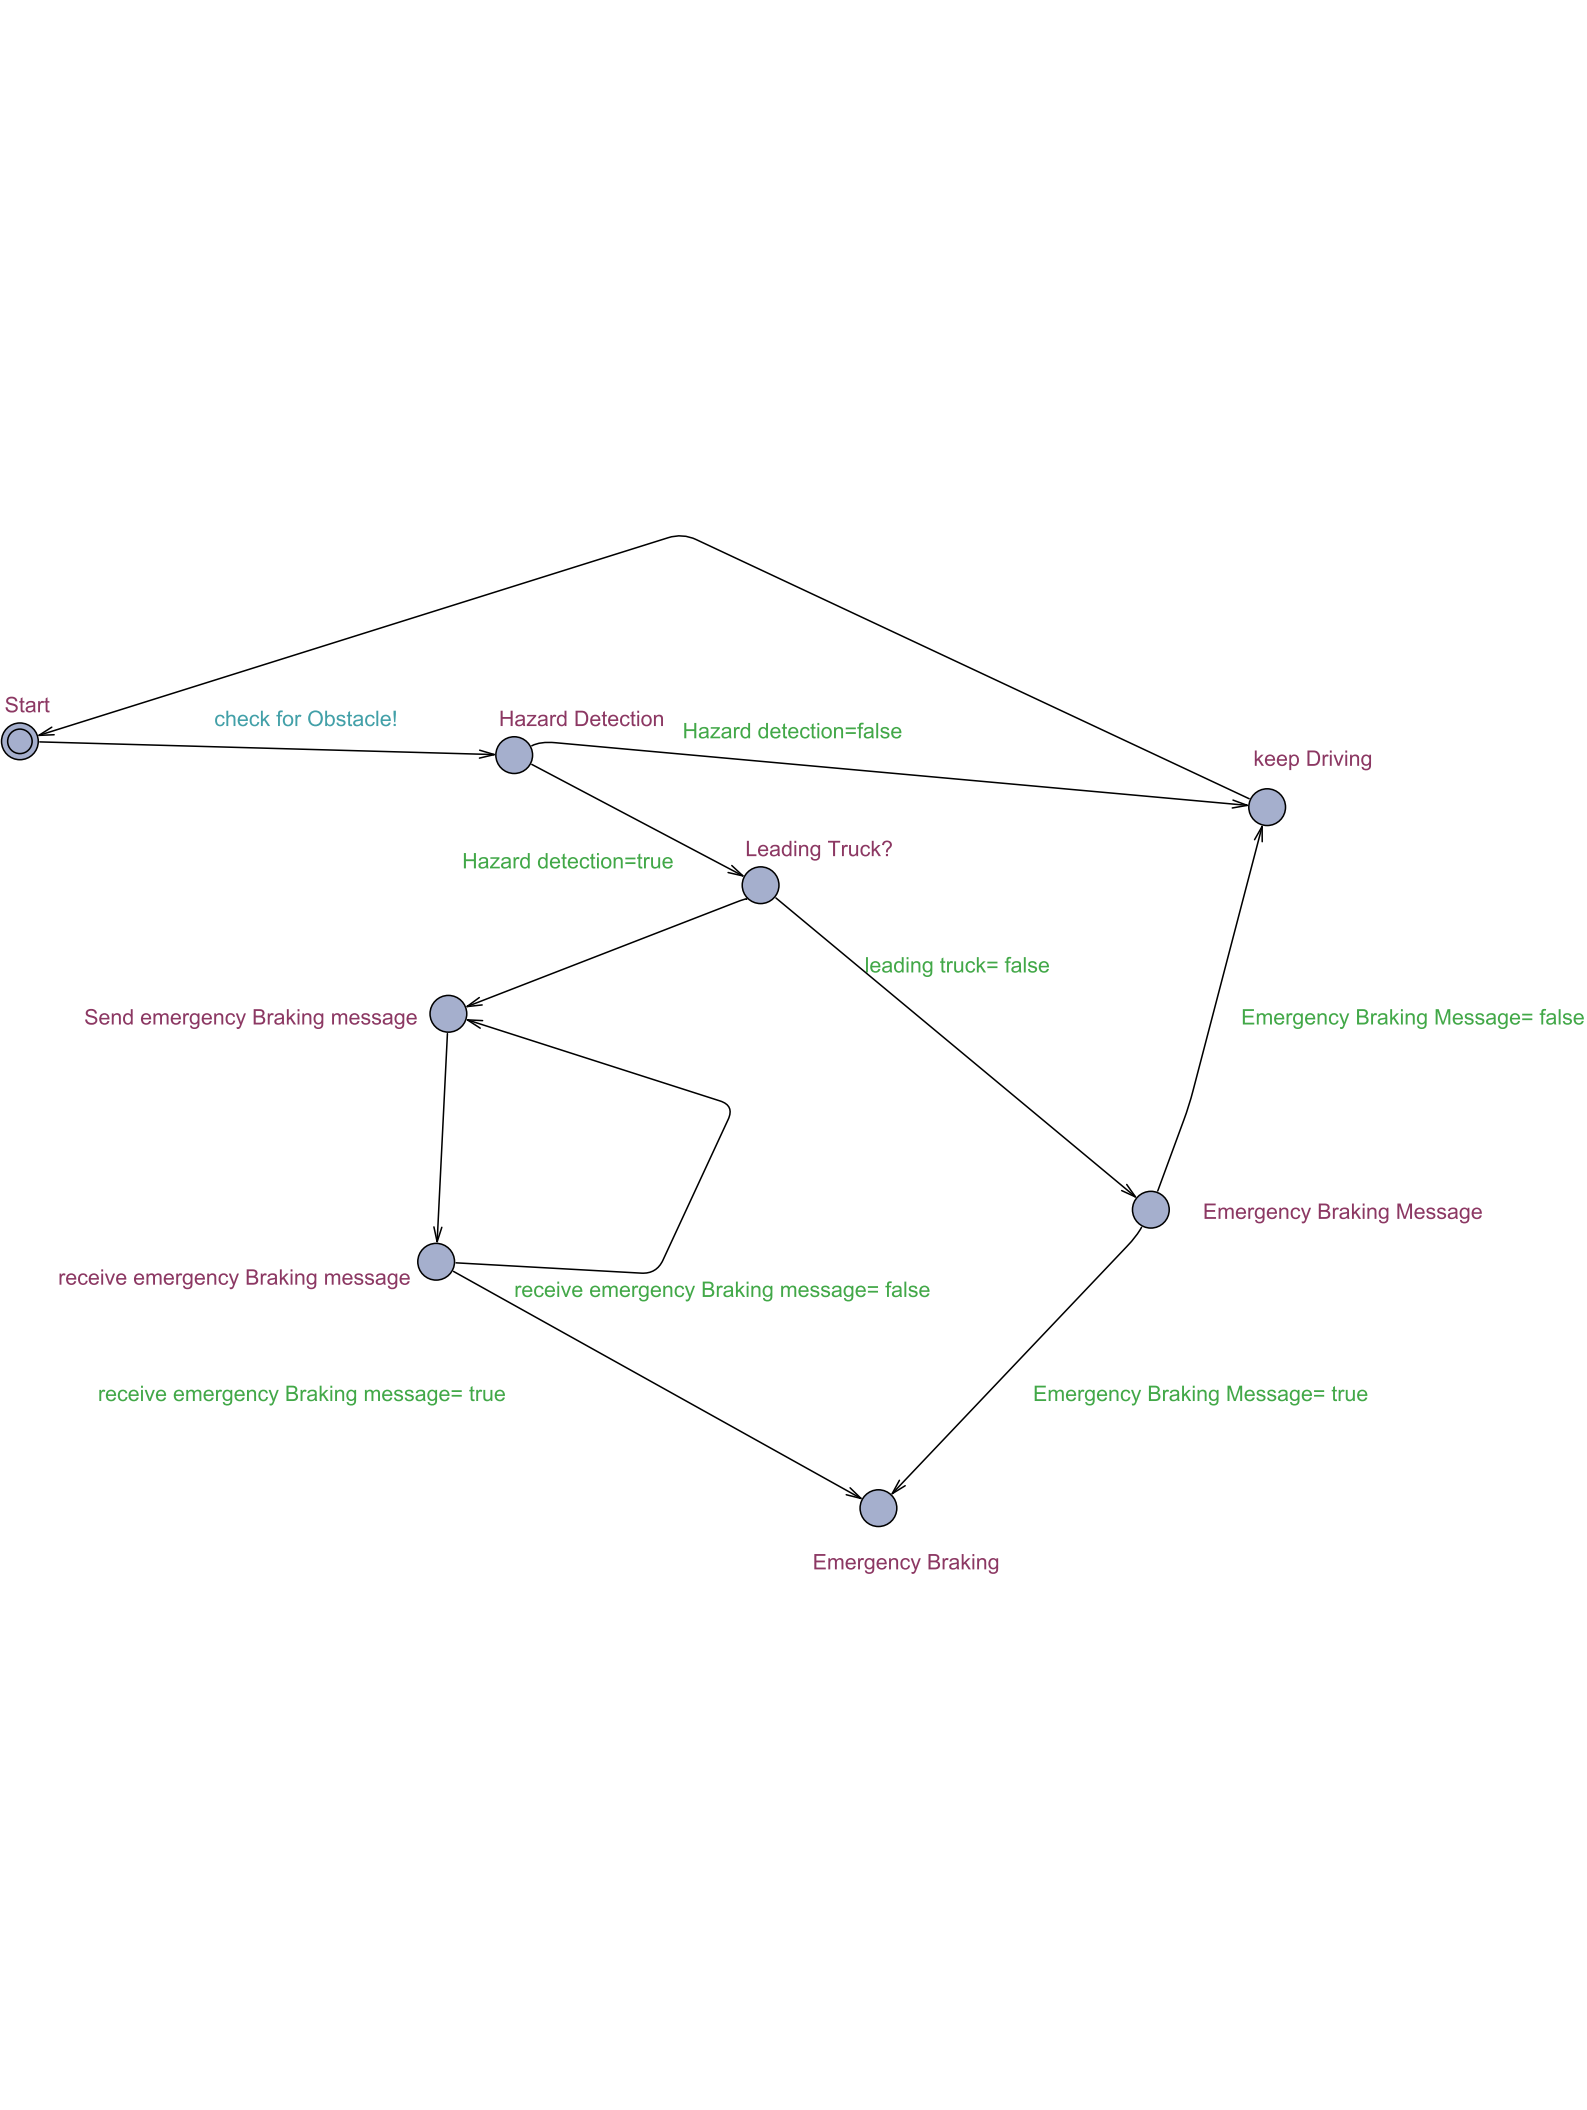 Start
check for Obstacle!
Hazard Detection
Hazard detection=false
keep Driving
Hazard detection=true
Leading Truck?
leading truck= false
Send emergency Braking message
Emergency Braking Message= false
Emergency Braking Message
receive emergency Braking message
receive emergency Braking message= false
receive emergency Braking message= true
Emergency Braking Message= true
Emergency Braking